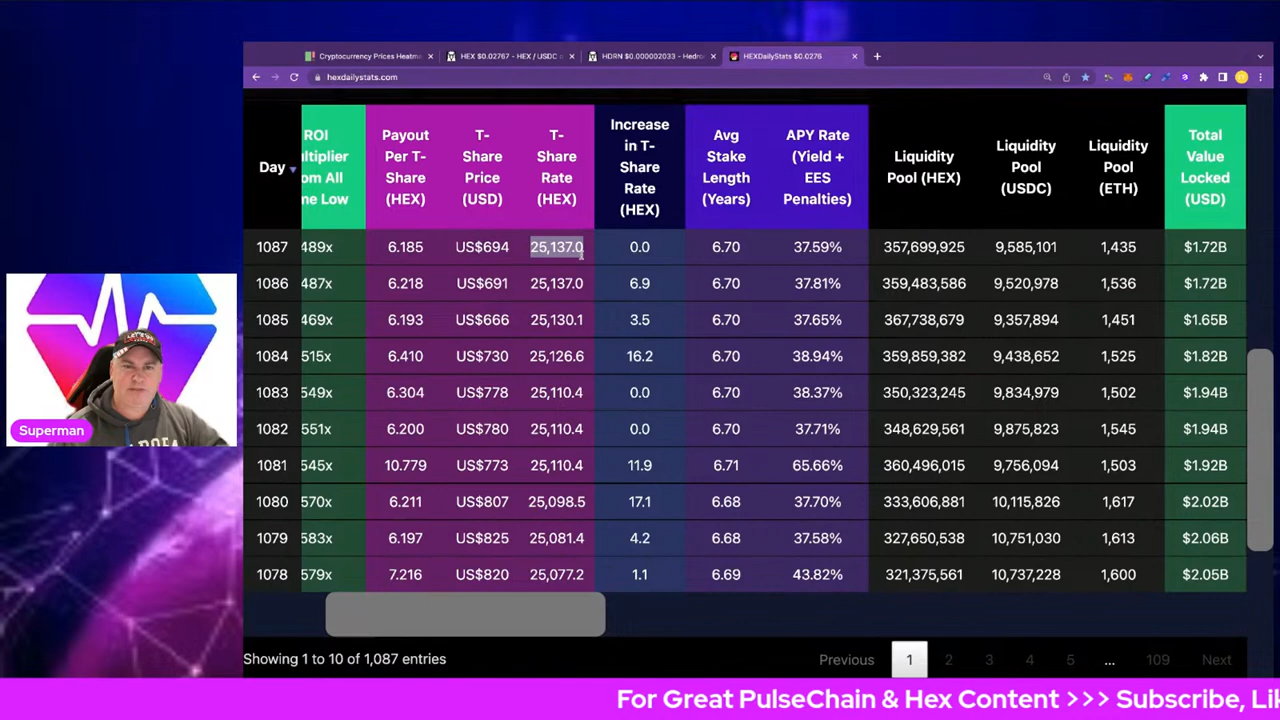 Cryptocurrency Prices Heatm
HEX $0.02767 - HEX / USDC
HDRN $0.000002033 - Hedro
HEXDailyStats $0.0276
hexdailystats.com
Day
ROI
ltiplier
om All
me Low
Payout
Per T-
Share
(HEX)
T-
Share
Price
(USD)
T-
Share
Rate
(HEX)
Increase
in T-
Share
Rate
(HEX)
Avg
Stake
Length
(Years)
APY Rate
(Yield +
EES
Penalties)
Liquidity
Pool (HEX)
Liquidity
Pool
(USDC)
Liquidity
Pool
(ETH)
Total
Value
Locked
(USD)
1087 489x 6.185 US$694 25,137.0 0.0 6.70 37.59% 357,699,925 9,585,101 1,435 $1.72B
1086 487x 6.218 US$691 25,137.0 6.9 6.70 37.81% 359,483,586 9,520,978 1,536 $1.72B
1085 469x 6.193 US$666 25,130.1 3.5 6.70 37.65% 367,738,679 9,357,894 1,451 $1.65B
1084 515x 6.410 US$730 25,126.6 16.2 6.70 38.94% 359,859,382 9,438,652 1,525 $1.82B
1083 549x 6.304 US$778 25,110.4 0.0 6.70 38.37% 350,323,245 9,834,979 1,502 $1.94B
1082 551x 6.200 US$780 25,110.4 0.0 6.70 37.71% 348,629,561 9,875,823 1,545 $1.94B
1081 545x 10.779 US$773 25,110.4 11.9 6.71 65.66% 360,496,015 9,756,094 1,503 $1.92B
1080 570x 6.211 US$807 25,098.5 17.1 6.68 37.70% 333,606,881 10,115,826 1,617 $2.02B
1079 583x 6.197 US$825 25,081.4 4.2 6.68 37.58% 327,650,538 10,751,030 1,613 $2.06B
1078 579x 7.216 US$820 25,077.2 1.1 6.69 43.82% 321,375,561 10,737,228 1,600 $2.05B
Superman
Showing 1 to 10 of 1,087 entries
Previous 1 2 3 4 5 ... 109 Next
For Great PulseChain & Hex Content >>> Subscribe, Lik